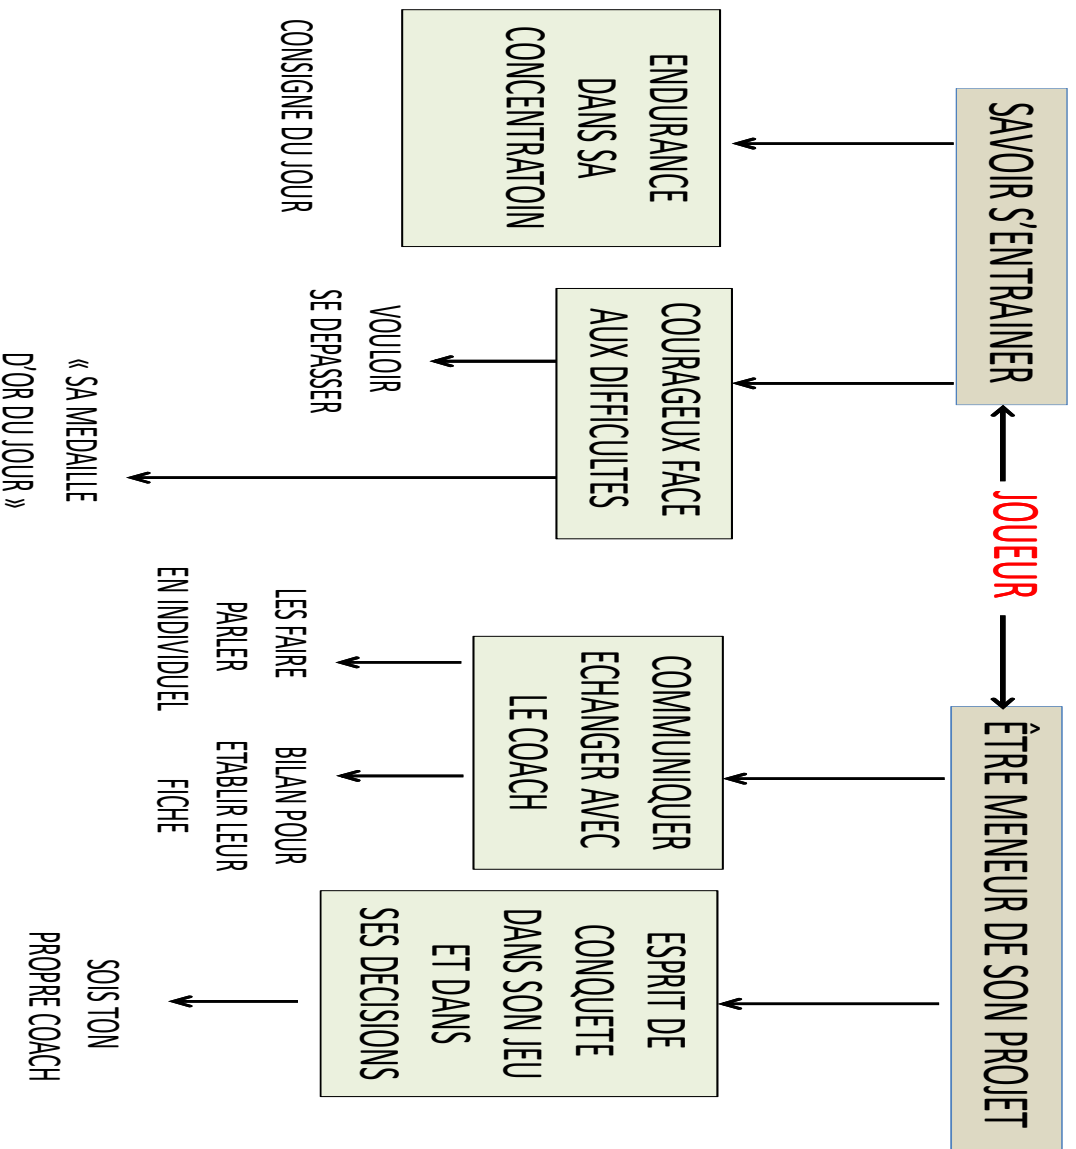 SAVOIR S’ENTRAINER
JOUEUR
ÊTRE MENEUR DE SON PROJET
ENDURANCE
DANS SA
CONCENTRATOIN
CONSIGNE DU JOUR
COURAGEUX FACE
AUX DIFFICULTES
VOULOIR
SE DEPASSER
« SA MEDAILLE
D’OR DU JOUR »
COMMUNIQUER
ECHANGER AVEC
LE COACH
LES FAIRE
PARLER
EN INDIVIDUEL
BILAN POUR
ETABLIR LEUR
FICHE
ESPRIT DE
CONQUETE
DANS SON JEU
ET DANS
SES DECISIONS
SOIS TON
PROPRE COACH